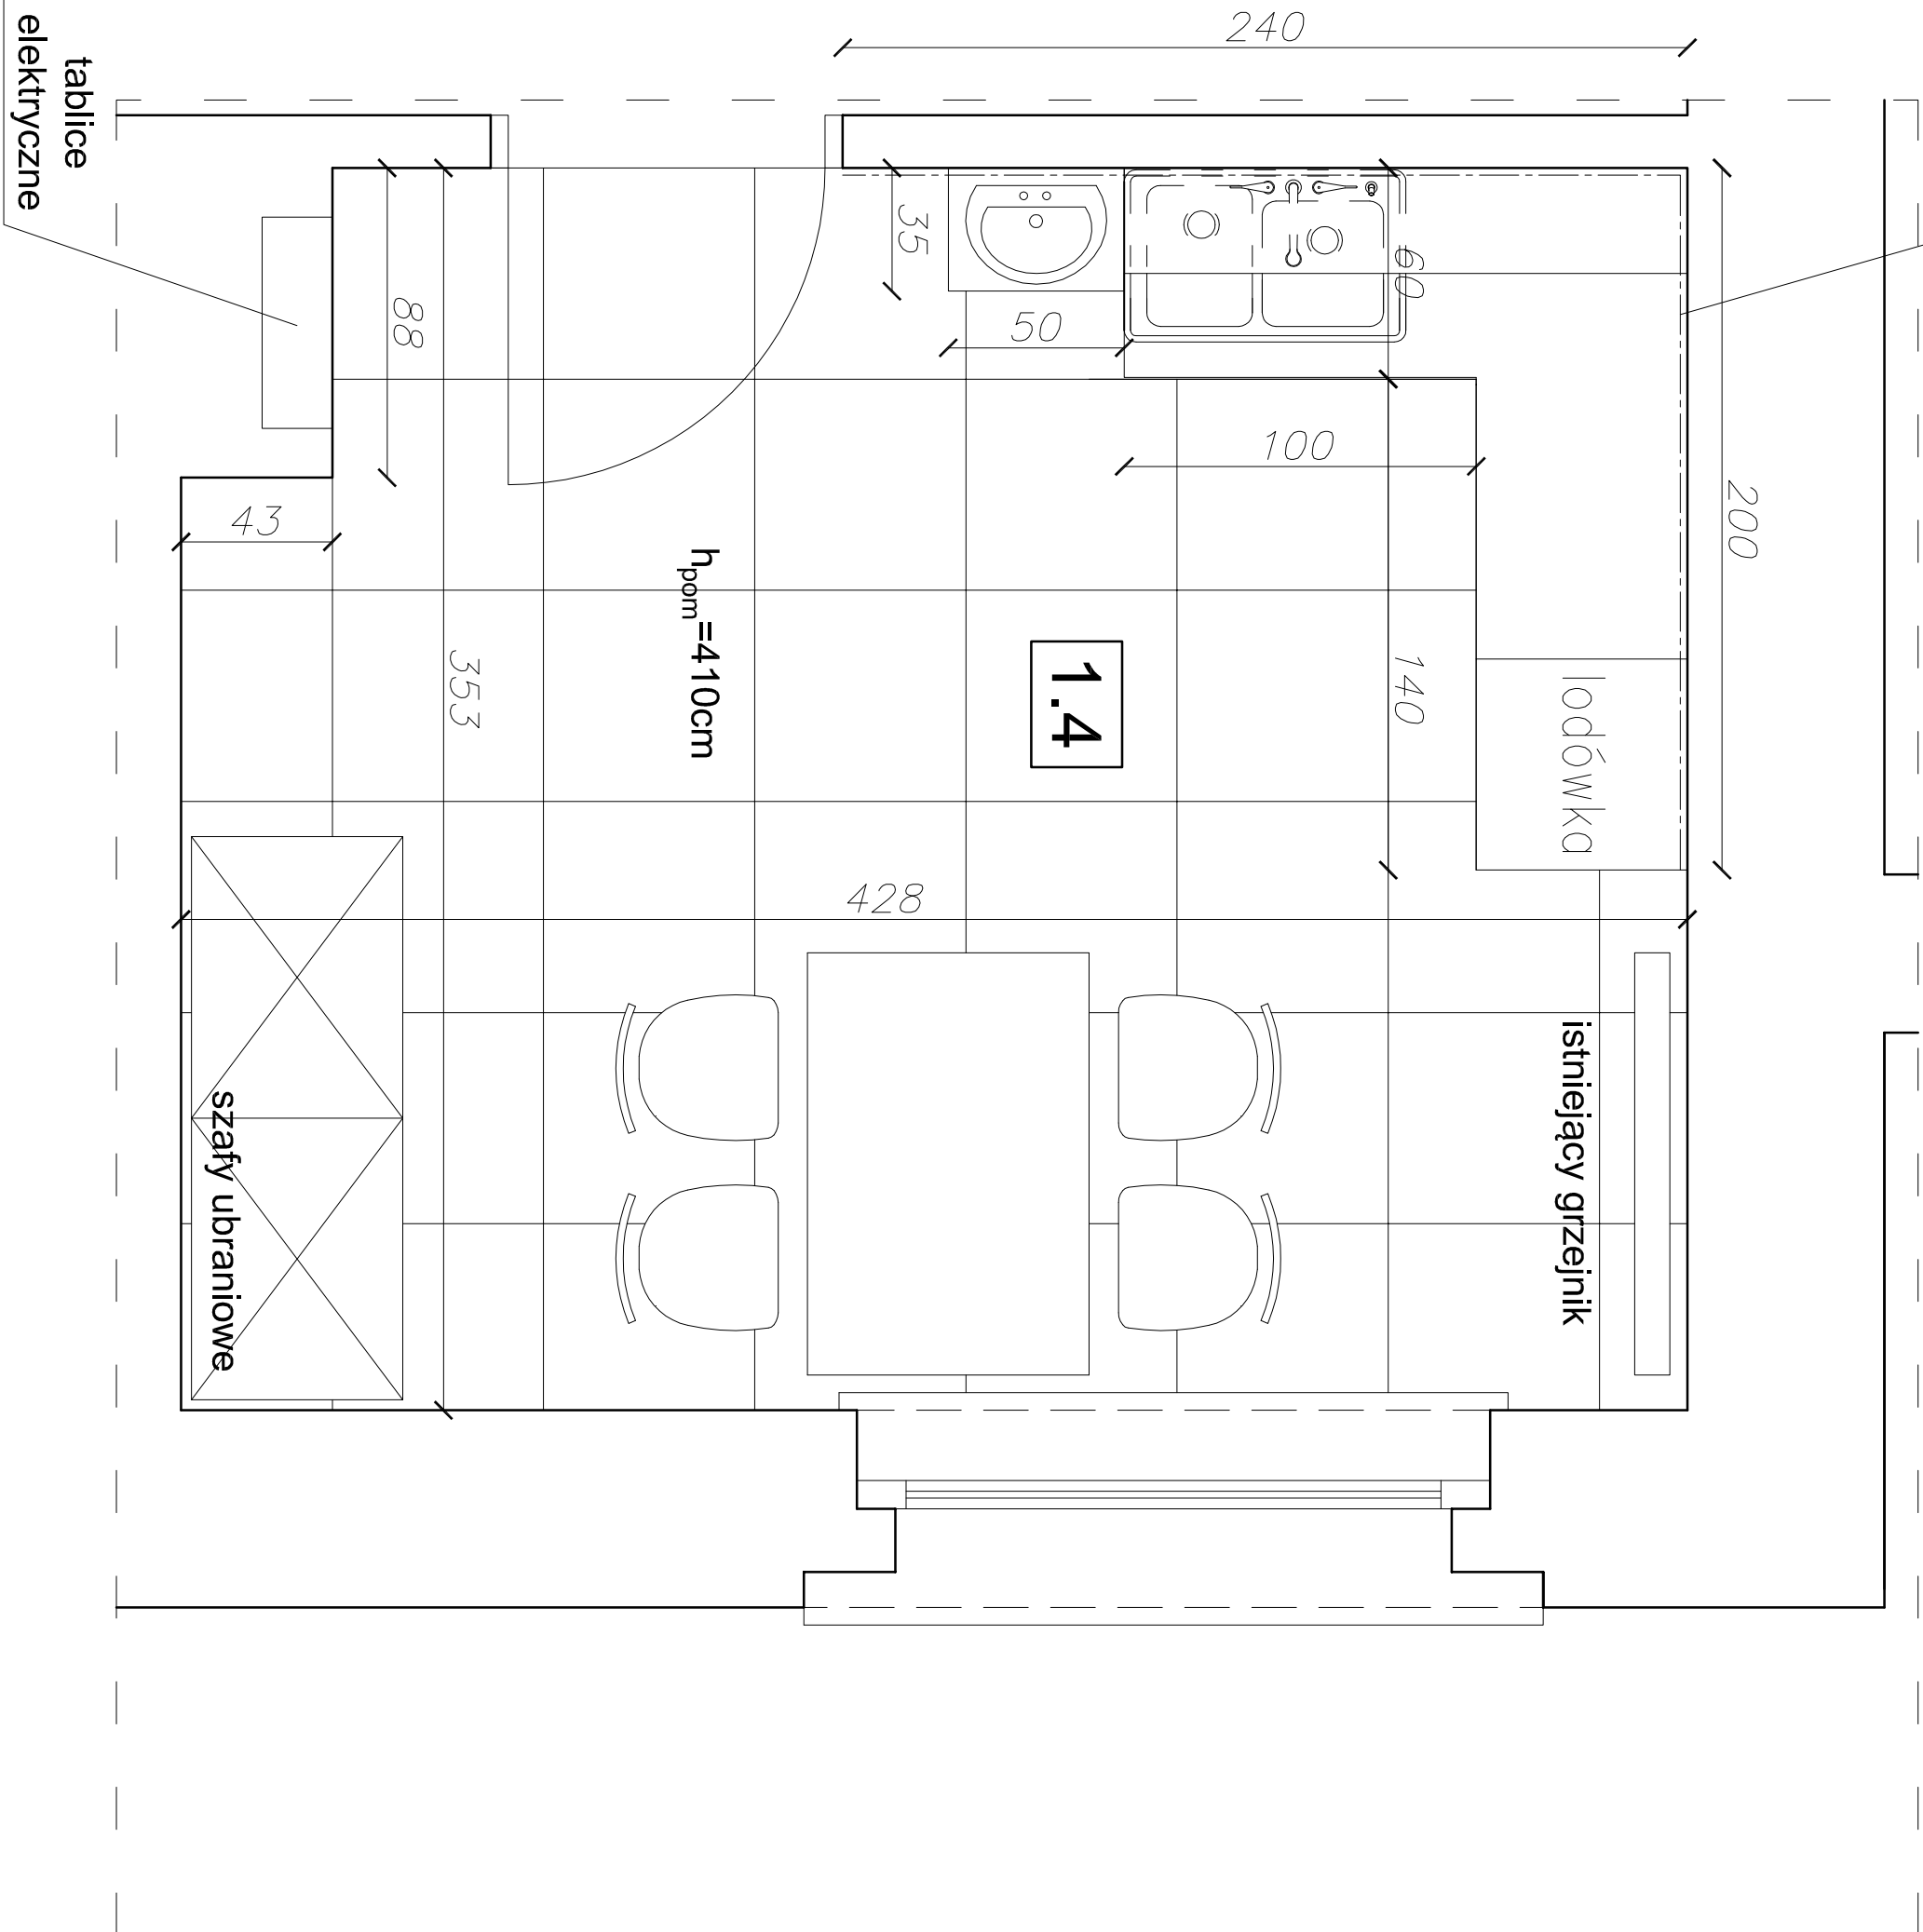 240
tablice
elektryczne
35
60
88
50
100
200
43
h_pom=410cm
353
1.4
140
lodówka
428
istniejący grzejnik
szafy ubraniowe